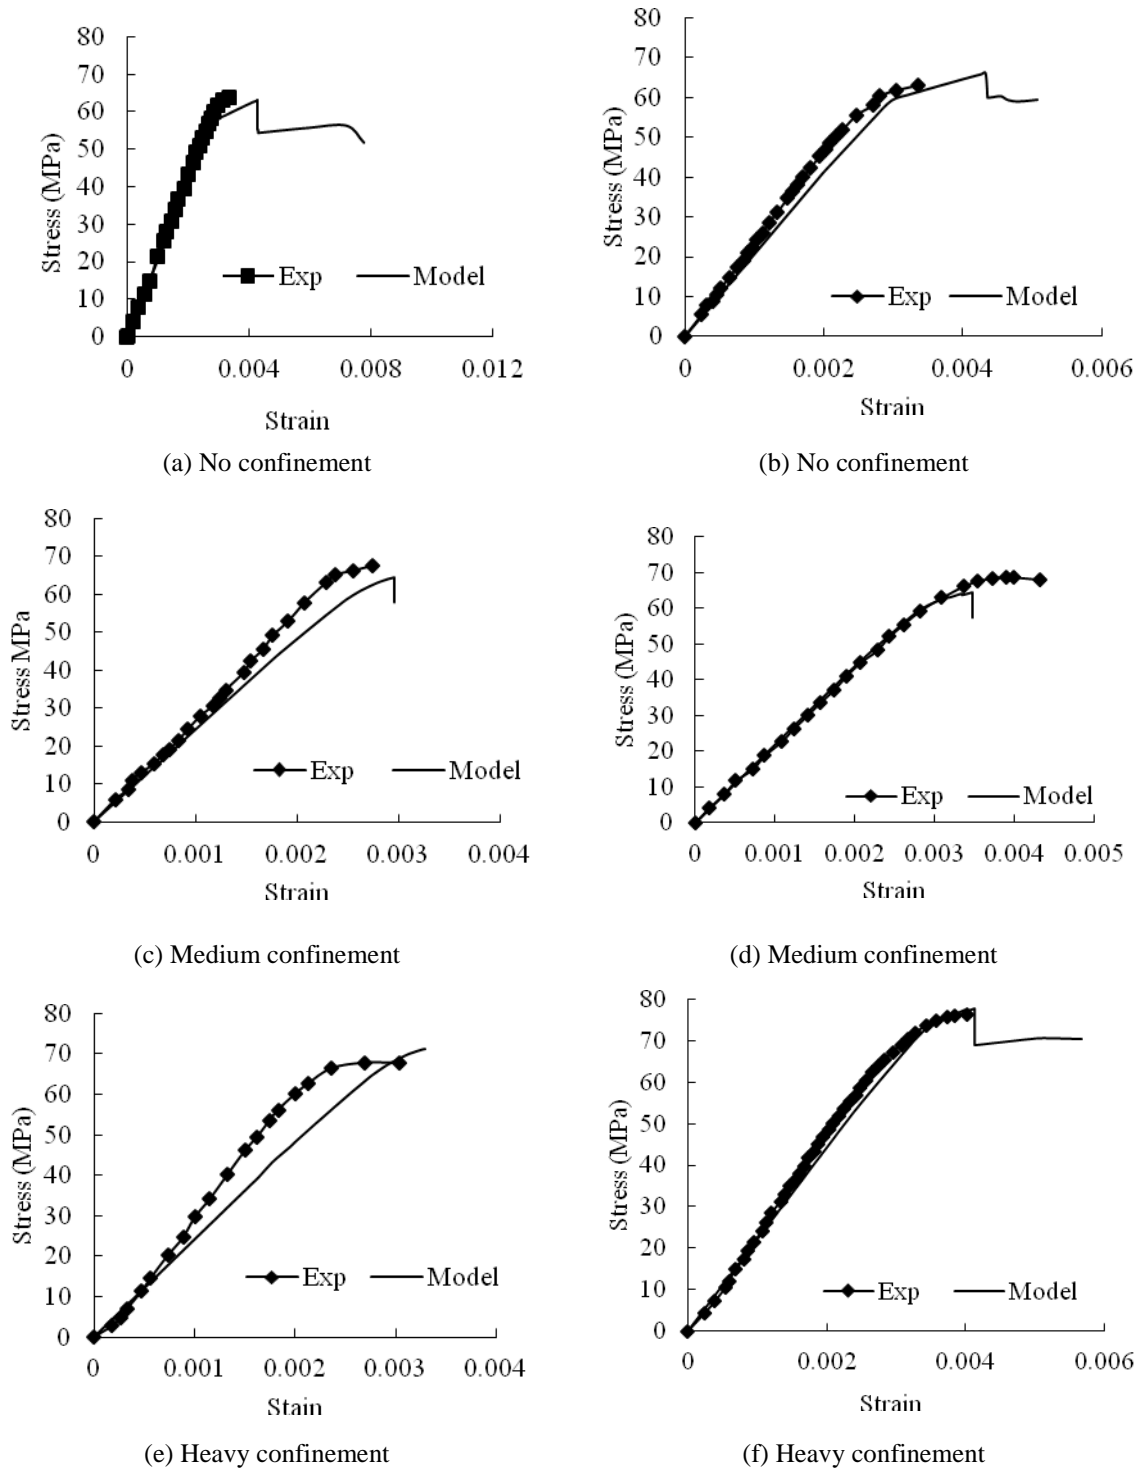 80
70
60
50
40
30
20
10
0
Stress (MPa)
Exp
Model
0
0.004
0.008
0.012
Strain
(a) No confinement
80
70
60
50
40
30
20
10
0
Stress (MPa)
Exp
Model
0
0.002
0.004
0.006
Strain
(b) No confinement
80
70
60
50
40
30
20
10
0
Stress MPa
Exp
Model
0
0.001
0.002
0.003
0.004
Strain
(c) Medium confinement
80
70
60
50
40
30
20
10
0
Stress (MPa)
Exp
Model
0
0.001
0.002
0.003
0.004
0.005
Strain
(d) Medium confinement
80
70
60
50
40
30
20
10
0
Stress (MPa)
Exp
Model
0
0.001
0.002
0.003
0.004
Stain
(e) Heavy confinement
80
70
60
50
40
30
20
10
0
Stress (MPa)
Exp
Model
0
0.002
0.004
0.006
Strain
(f) Heavy confinement